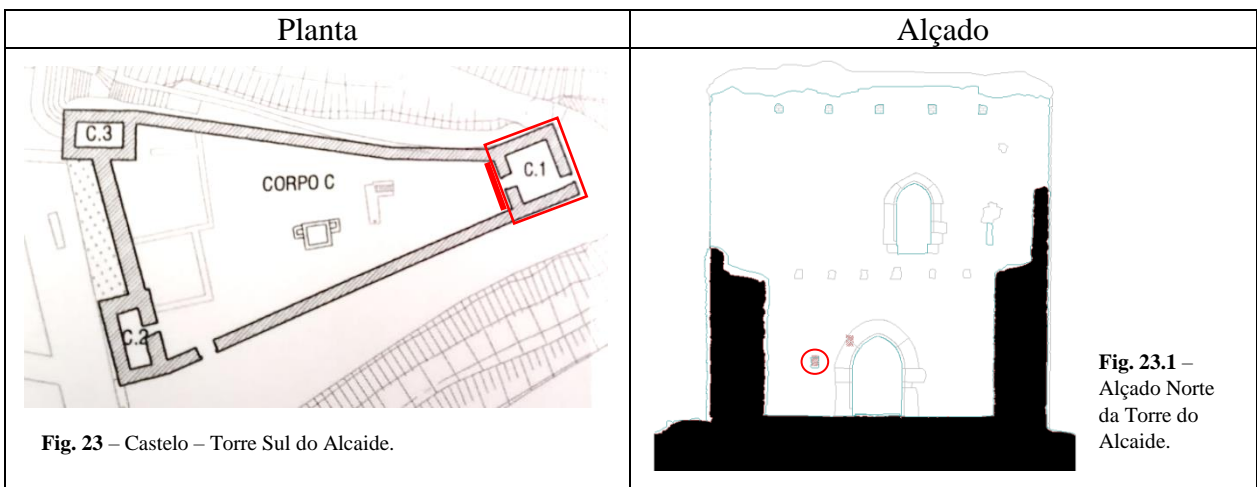 Planta
Alçado
C.3
C.1
CORPO C
C.2
Fig. 23 – Castelo – Torre Sul do Alcaide.
Fig. 23.1 –
Alçado Norte
da Torre do
Alcaide.